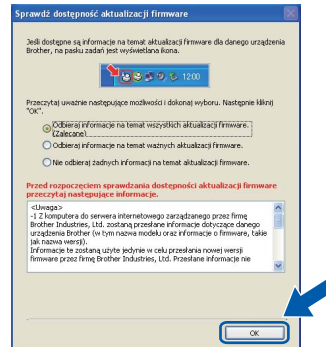 Sprawdź dostępność aktualizacji firmware
Jeśli dostępne są informacje na temat aktualizacji firmware dla danego urządzenia
Brother, na pasku zadań jest wyświetlana ikona.
12:00
Przeczytaj uważnie następujące możliwości i dokonaj wyboru. Następnie kliknij
"OK".
Odbieraj informacje na temat wszystkich aktualizacji firmware.
(Zalecane)
Odbieraj informacje na temat ważnych aktualizacji firmware.
Nie odbieraj żadnych informacji na temat aktualizacji firmware.
Przed rozpoczęciem sprawdzania dostępności aktualizacji firmware
przeczytaj następujące informacje.
<Uwaga>
-1 Z komputera do serwera internetowego zarządzanego przez firmę
Brother Industries, Ltd. zostaną przesłane informacje dotyczące danego
urządzenia Brother (w tym nazwa modelu oraz informacje o firmware, takie
jak nazwa wersji).
Informacje te zostaną użyte jedynie w celu przesłania nowej wersji
firmware przez firmę Brother Industries, Ltd. Przesłane informacje nie
OK